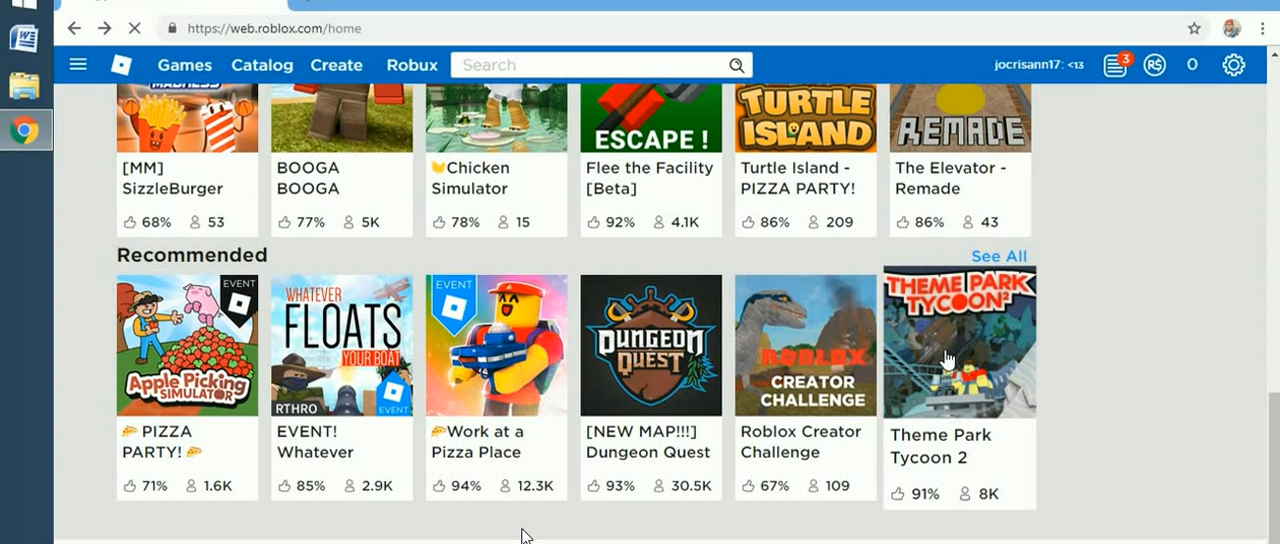 https://web.roblox.com/home
Games Catalog Create Robux Search jocrisann17: <13 3 R$ 0
MADNESS
ESCAPE !
TURTLE
ISLAND
REMADE
[MM]
SizzleBurger
BOOGA
BOOGA
Chicken
Simulator
Flee the Facility
[Beta]
Turtle Island -
PIZZA PARTY!
The Elevator -
Remade
68% 53
77% 5K
78% 15
92% 4.1K
86% 209
86% 43
Recommended See All
EVENT
Apple Picking
SIMULATOR
WHATEVER
FLOATS
YOUR BOAT
RTHRO
EVENT
EVENT
DUNGEON
QUEST
ROBLOX
CREATOR
CHALLENGE
THEME PARK
TYCOON2
🍕 PIZZA
PARTY! 🍕
EVENT!
Whatever
🍕Work at a
Pizza Place
[NEW MAP!!!]
Dungeon Quest
Roblox Creator
Challenge
Theme Park
Tycoon 2
71% 1.6K
85% 2.9K
94% 12.3K
93% 30.5K
67% 109
91% 8K